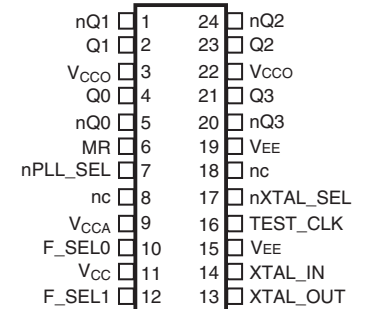 nQ1 1 24 nQ2
Q1 2 23 Q2
VCCO 3 22 VCCO
Q0 4 21 Q3
nQ0 5 20 nQ3
MR 6 19 VEE
nPLL_SEL 7 18 nc
nc 8 17 nXTAL_SEL
VCCA 9 16 TEST_CLK
F_SEL0 10 15 VEE
VCC 11 14 XTAL_IN
F_SEL1 12 13 XTAL_OUT